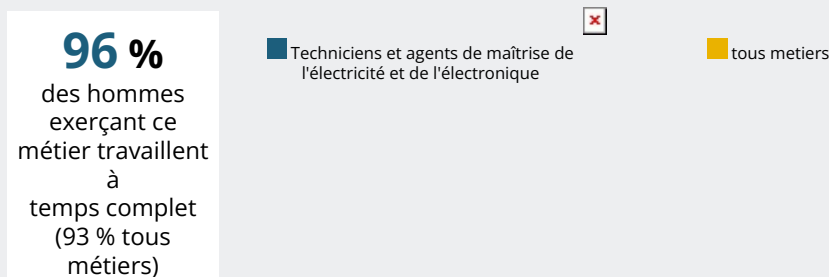 96 %
des hommes
exerçant ce
métier travaillent
à
temps complet
(93 % tous
métiers)
Techniciens et agents de maîtrise de
l'électricité et de l'électronique
tous metiers